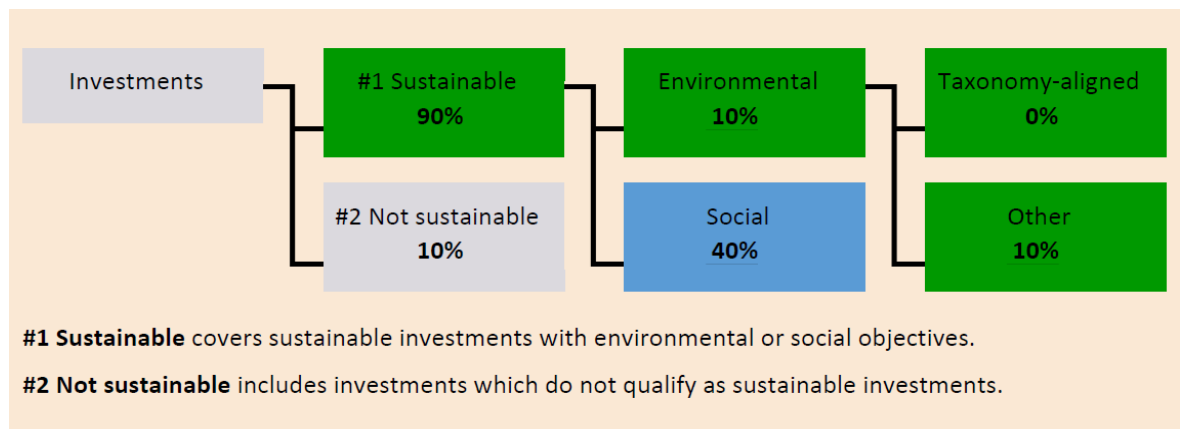 Investments
#1 Sustainable
90%
Environmental
10%
Taxonomy-aligned
0%
#2 Not sustainable
10%
Social
40%
Other
10%
#1 Sustainable covers sustainable investments with environmental or social objectives.
#2 Not sustainable includes investments which do not qualify as sustainable investments.